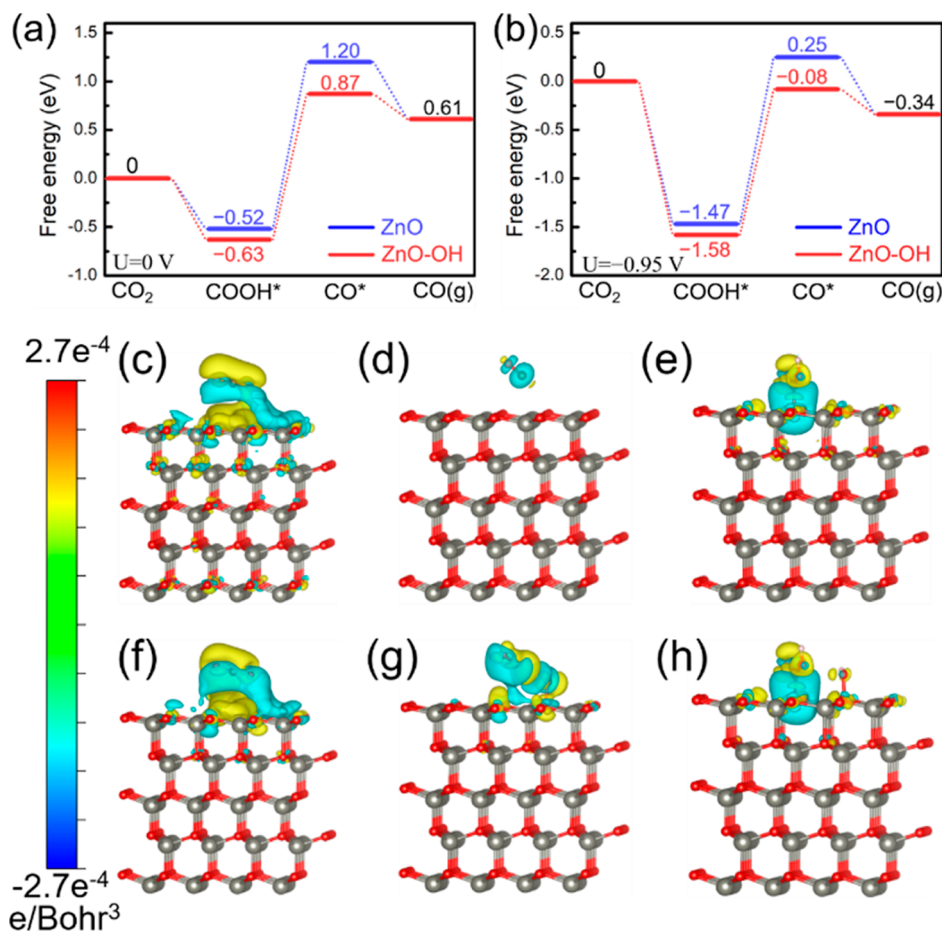 (a)
1.5
1.0
0.5
0.0
-0.5
-1.0
Free energy (eV)
0
−0.52
−0.63
1.20
0.87
0.61
ZnO
ZnO-OH
U=0 V
CO₂
COOH*
CO*
CO(g)
(b)
0.5
0.0
-0.5
-1.0
-1.5
-2.0
Free energy (eV)
0
−1.47
−1.58
0.25
−0.08
−0.34
ZnO
ZnO-OH
U=−0.95 V
CO₂
COOH*
CO*
CO(g)
2.7e⁻⁴
-2.7e⁻⁴
e/Bohr³
(c)
(d)
(e)
(f)
(g)
(h)